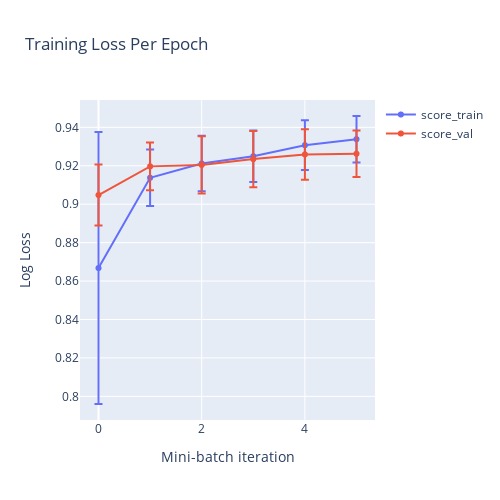 Training Loss Per Epoch
score_train
score_val
0.94
0.92
0.9
0.88
0.86
0.84
0.82
0.8
Log Loss
0
2
4
Mini-batch iteration